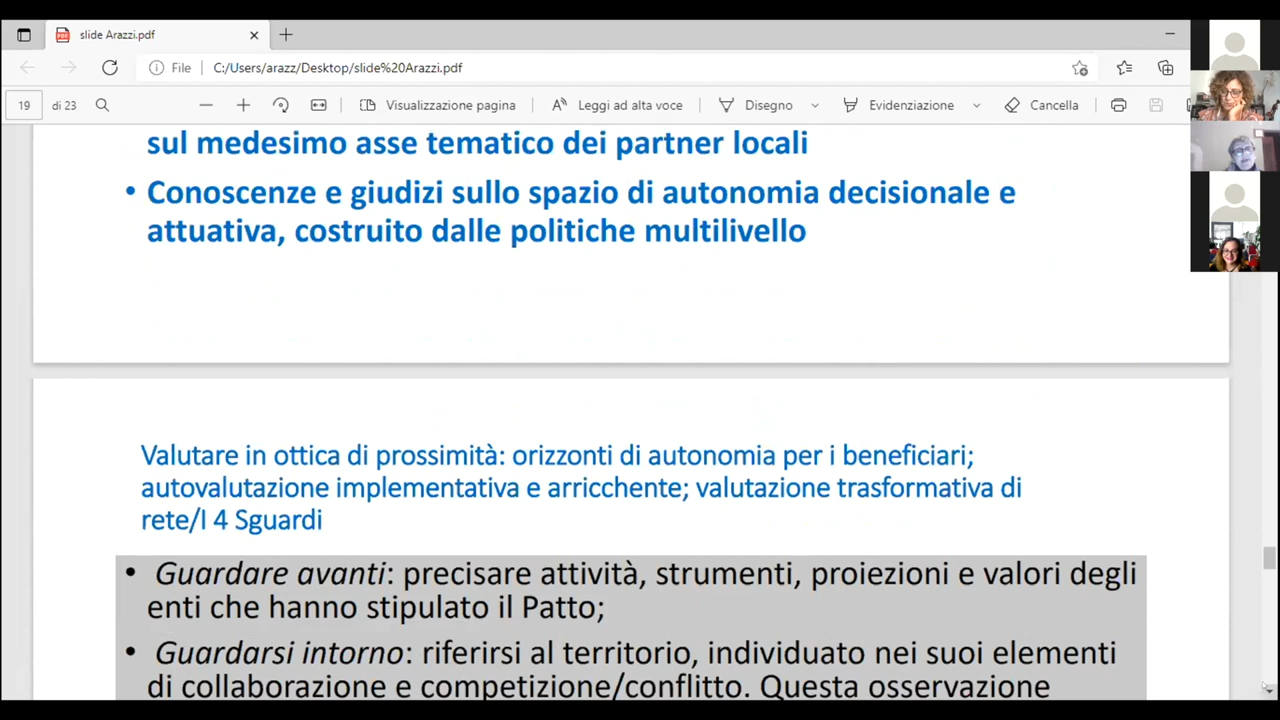 slide Arazzi.pdf
File
C:/Users/arazz/Desktop/slide%20Arazzi.pdf
19 di 23
Visualizzazione pagina
Leggi ad alta voce
Disegno
Evidenziazione
Cancella
sul medesimo asse tematico dei partner locali
• Conoscenze e giudizi sullo spazio di autonomia decisionale e
attuativa, costruito dalle politiche multilivello
Valutare in ottica di prossimità: orizzonti di autonomia per i beneficiari;
autovalutazione implementativa e arricchente; valutazione trasformativa di
rete/I 4 Sguardi
• Guardare avanti: precisare attività, strumenti, proiezioni e valori degli
enti che hanno stipulato il Patto;
• Guardarsi intorno: riferirsi al territorio, individuato nei suoi elementi
di collaborazione e competizione/conflitto. Questa osservazione